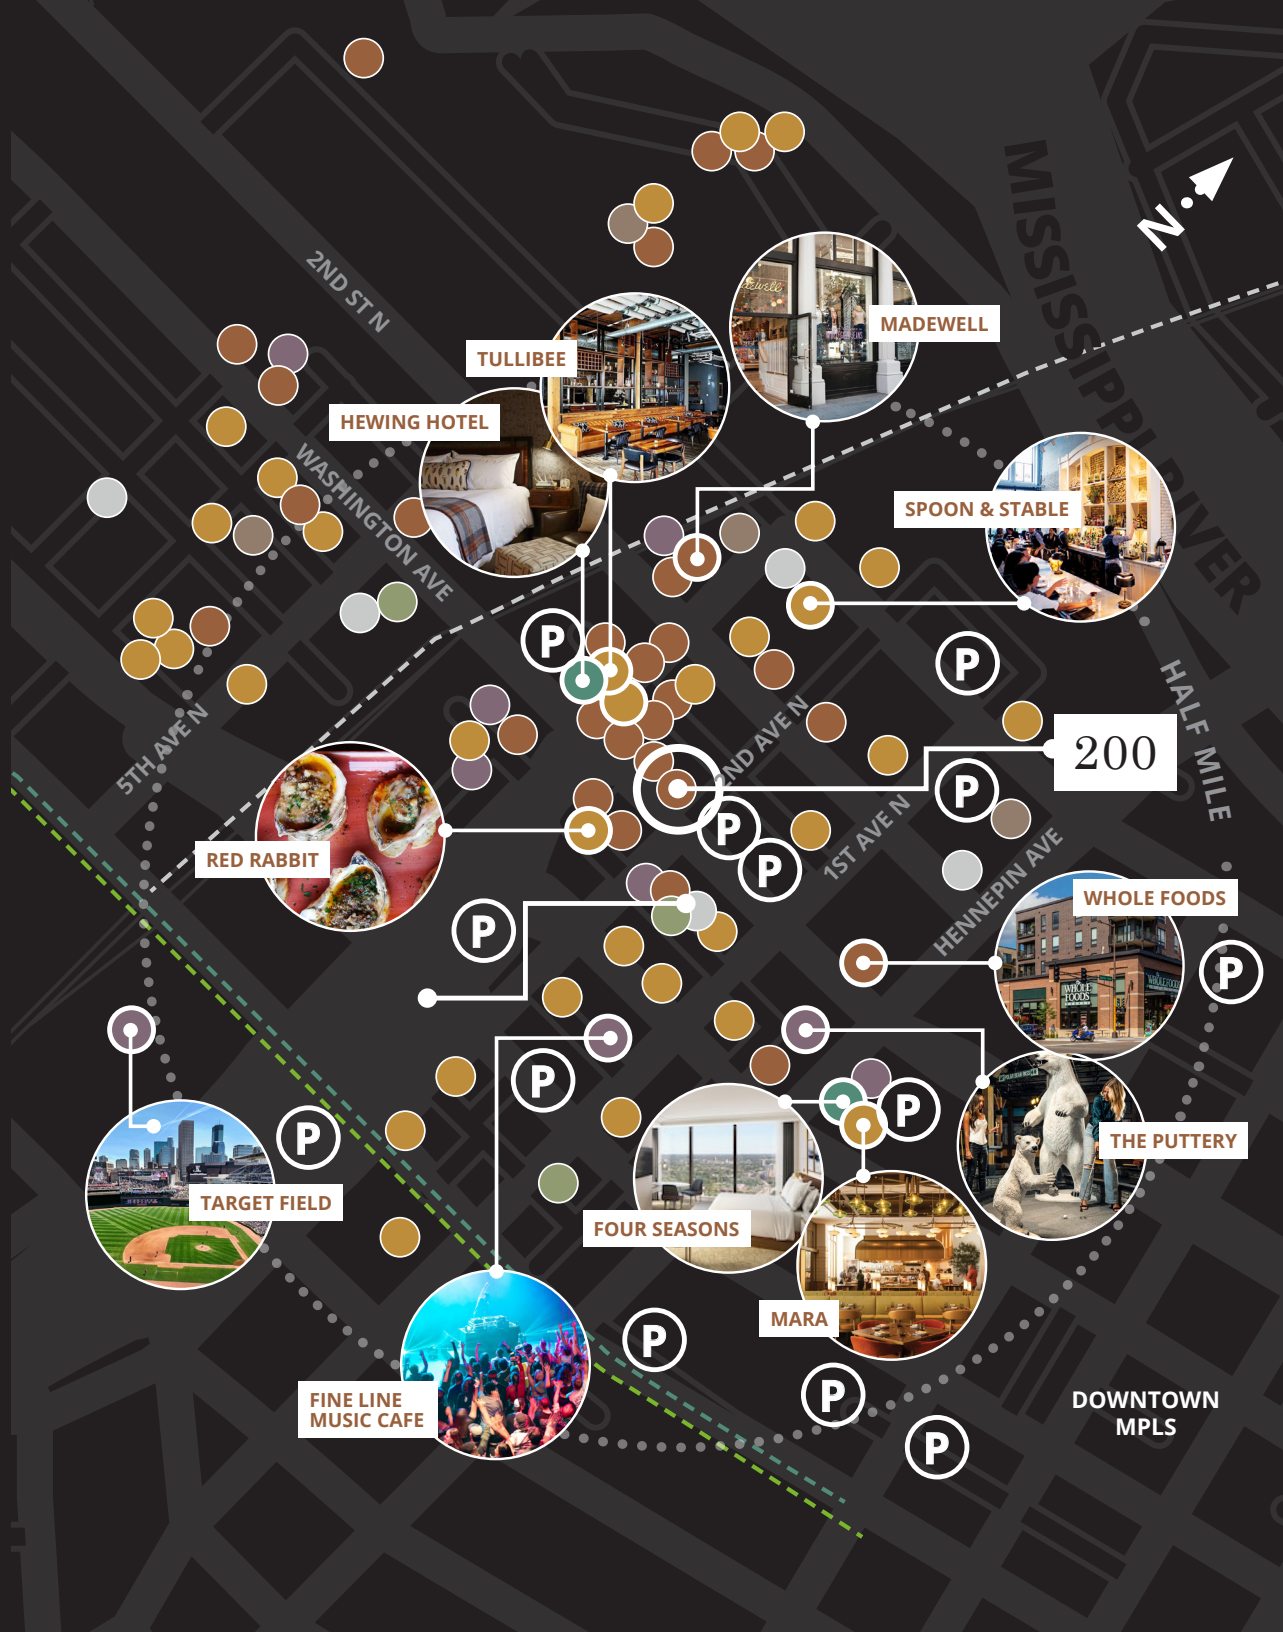 MISSISSIPPI RIVER
N
2ND ST N
MADEWELL
TULLIBEE
HEWING HOTEL
WASHINGTON AVE
SPOON & STABLE
P
P
HALF MILE
5TH AVE N
2ND AVE N
200
P
1ST AVE N
P
P
RED RABBIT
HENNEPIN AVE
WHOLE FOODS
WHOLE
FOODS
P
P
P
P
P
THE PUTTERY
TARGET FIELD
FOUR SEASONS
MARA
P
P
P
FINE LINE
MUSIC CAFE
DOWNTOWN
MPLS